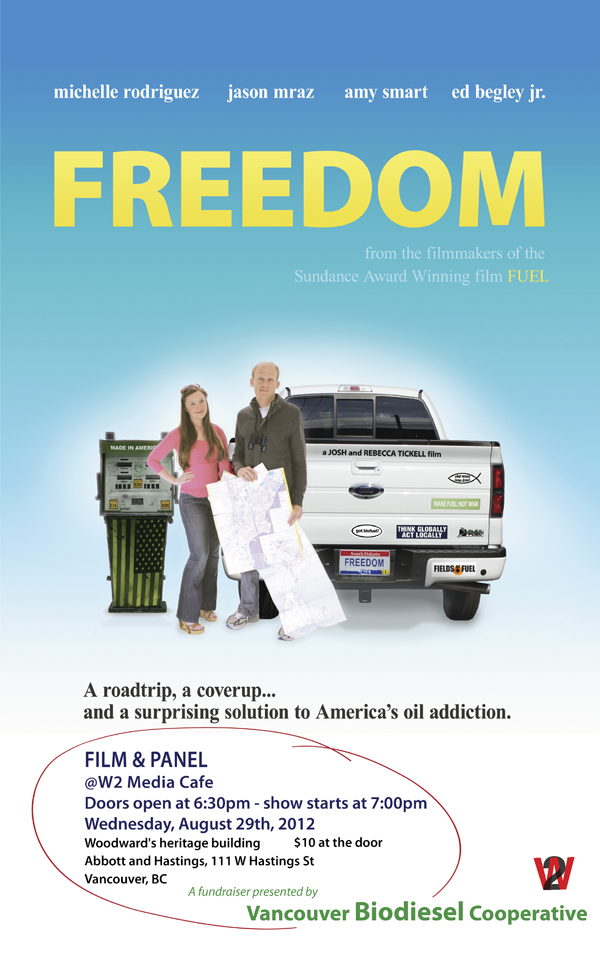 michelle rodriguez jason mraz amy smart ed begley jr.
FREEDOM
from the filmmakers of the
Sundance Award Winning film FUEL
MADE IN AMERICA
a JOSH and REBECCA TICKELL film
MAKE FUEL NOT WAR
got biofuel?
THINK GLOBALLY
ACT LOCALLY
South Dakota
FREEDOM
FIELDS FUEL
A roadtrip, a coverup...
and a surprising solution to America's oil addiction.
FILM & PANEL
@W2 Media Cafe
Doors open at 6:30pm - show starts at 7:00pm
Wednesday, August 29th, 2012
Woodward's heritage building $10 at the door
Abbott and Hastings, 111 W Hastings St
Vancouver, BC
A fundraiser presented by
Vancouver Biodiesel Cooperative
W2